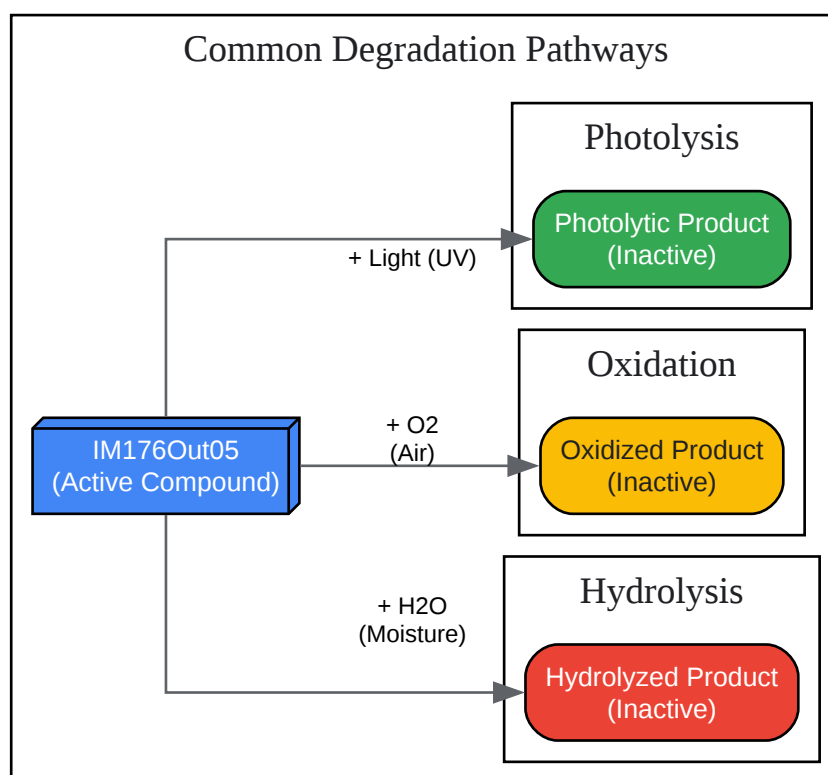 Common Degradation Pathways
Photolysis
Photolytic Product
(Inactive)
+ Light (UV)
Oxidation
IM176Out05
(Active Compound)
+ O2
(Air)
Oxidized Product
(Inactive)
Hydrolysis
+ H2O
(Moisture)
Hydrolyzed Product
(Inactive)